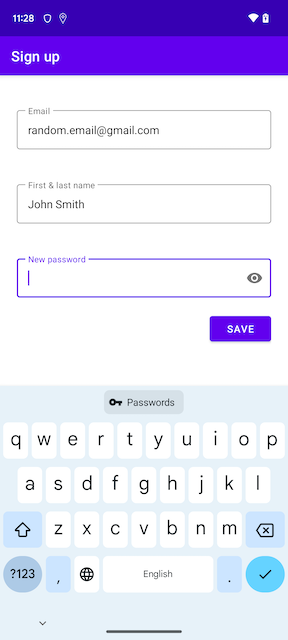 11:28
Sign up
Email
random.email@gmail.com
First & last name
John Smith
New password
SAVE
Passwords
q w e r t y u i o p
a s d f g h j k l
z x c v b n m
?123 , English .